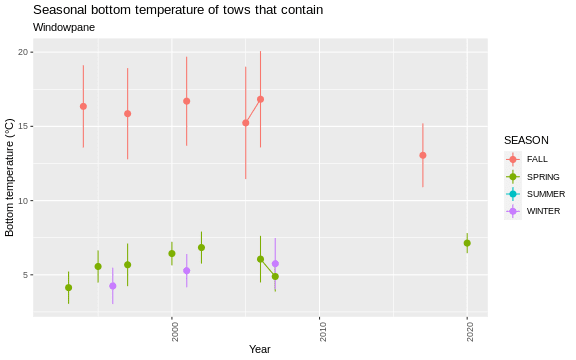 Seasonal bottom temperature of tows that contain
Windowpane
20
15
10
5
Bottom temperature (°C)
2000
2010
2020
Year
SEASON
FALL
SPRING
SUMMER
WINTER